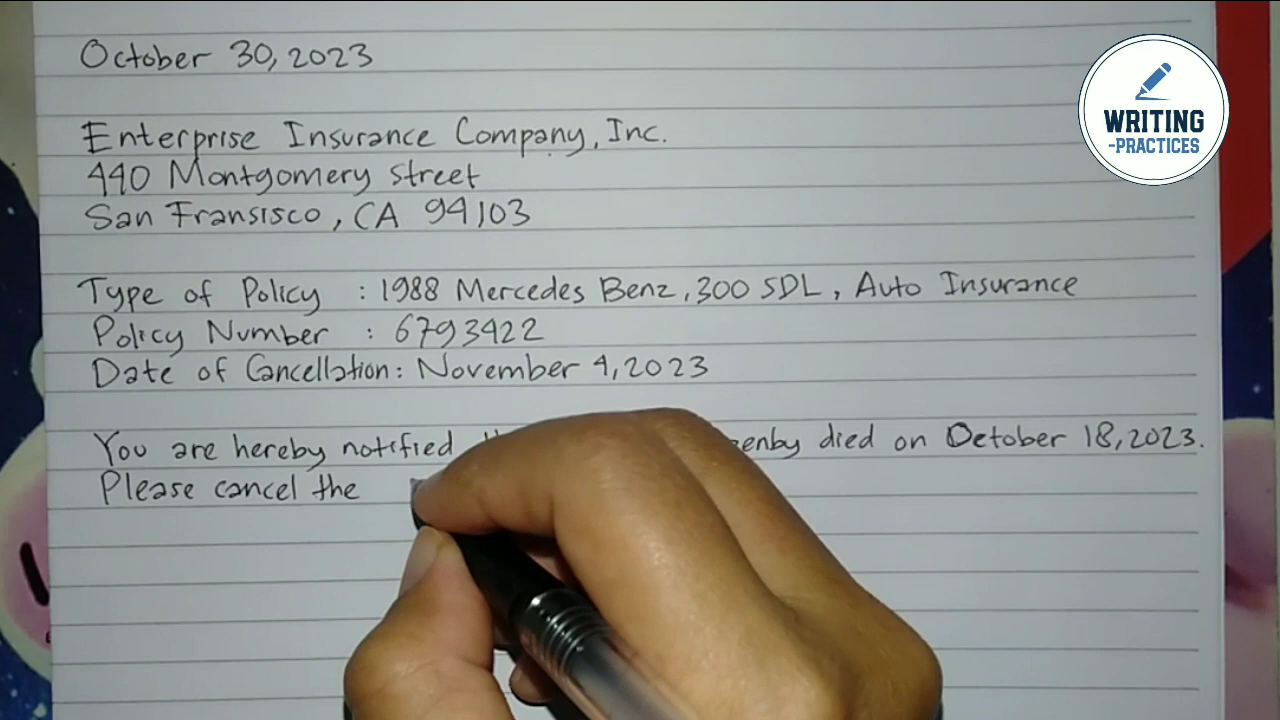 October 30, 2023
Enterprise Insurance Company, Inc.
440 Montgomery street
San Fransisco, CA 94103
Type of Policy : 1988 Mercedes Benz, 300 SDL, Auto Insurance
Policy Number : 6793422
Date of Cancellation: November 4, 2023
You are hereby notified died on October 18, 2023.
Please cancel the
WRITING
-PRACTICES